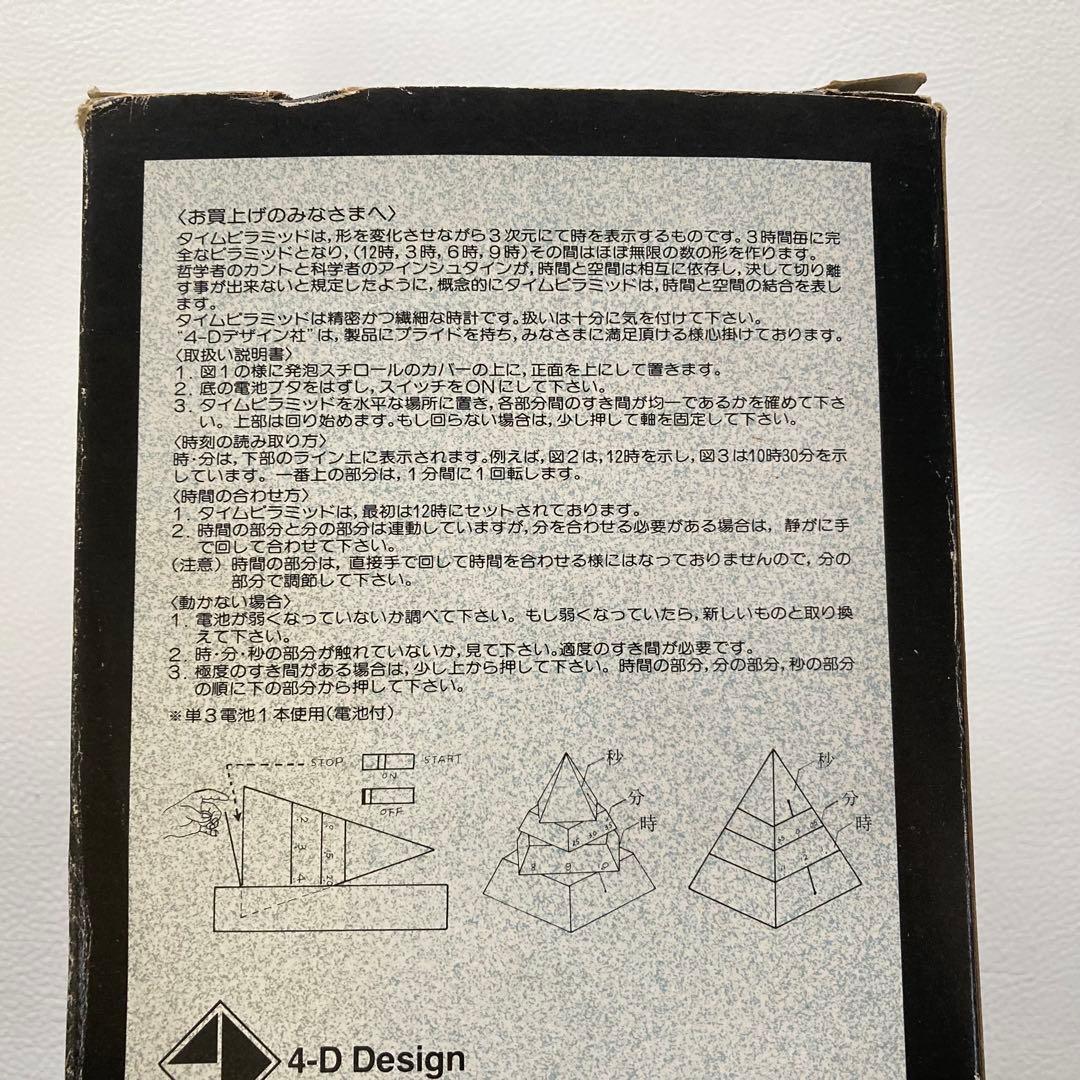 〈お買上げのみなさまへ〉
タイムピラミッドは,形を変化させながら3次元にて時を表示するものです。3時間毎に完
全なピラミッドとなり,(12時,3時,6時,9時)その間はほぼ無限の数の形を作ります。
哲学者のカントと科学者のアインシュタインが,時間と空間は相互に依存し,決して切り離
す事が出来ないと規定したように,概念的にタイムピラミッドは,時間と空間の結合を表し
ます。
タイムピラミッドは精密かつ繊細な時計です。扱いは十分に気を付けて下さい。
"4-Dデザイン社"は,製品にプライドを持ち,みなさまに満足頂ける様心掛けております。
〈取扱い説明書〉
1. 図1の様に発泡スチロールのカバーの上に,正面を上にして置きます。
2. 底の電池ブタをはずし,スイッチをONにして下さい。
3. タイムピラミッドを水平な場所に置き,各部分間のすき間が均一であるかを確めて下さ
い。上部は回り始めます。もし回らない場合は,少し押して軸を固定して下さい。
〈時刻の読み取り方〉
時・分は,下部のライン上に表示されます。例えば,図2は,12時を示し,図3は10時30分を示
しています。一番上の部分は,1分間に1回転します。
〈時間の合わせ方〉
1. タイムピラミッドは,最初は12時にセットされております。
2. 時間の部分と分の部分は連動していますが,分を合わせる必要がある場合は, 静がに手
で回して合わせて下さい。
(注意) 時間の部分は,直接手で回して時間を合わせる様にはなっておりませんので,分の
部分で調節して下さい。
〈動かない場合〉
1. 電池が弱くなっていないか調べて下さい。もし弱くなっていたら,新しいものと取り換
えて下さい。
2. 時・分・秒の部分が触れていないか,見て下さい。適度のすき間が必要です。
3. 極度のすき間がある場合は,少し上から押して下さい。時間の部分,分の部分,秒の部分
の順に下の部分から押して下さい。
※単3電池1本使用(電池付)
STOP
ON
START
OFF
秒
分
時
25 30 35
8 9 10
秒
分
時
4-D Design